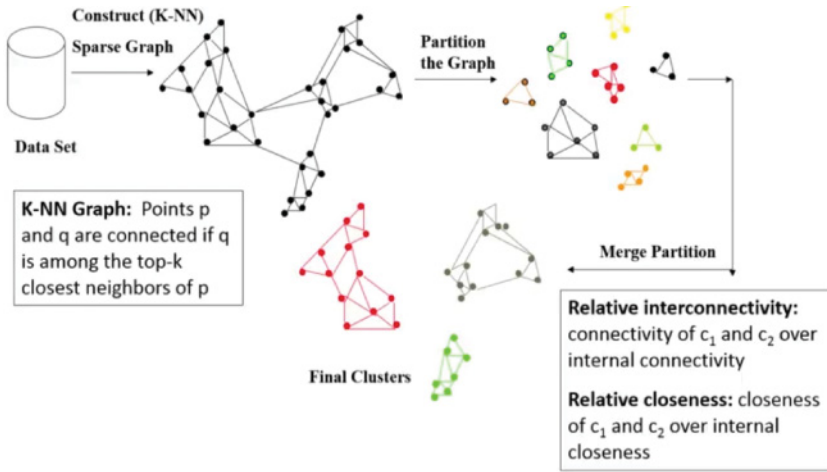 Construct (K-NN)
Sparse Graph
Partition
the Graph
Data Set
K-NN Graph: Points p
and q are connected if q
is among the top-k
closest neighbors of p
Merge Partition
Relative interconnectivity:
connectivity of c₁ and c₂ over
internal connectivity
Relative closeness: closeness
of c₁ and c₂ over internal
closeness
Final Clusters